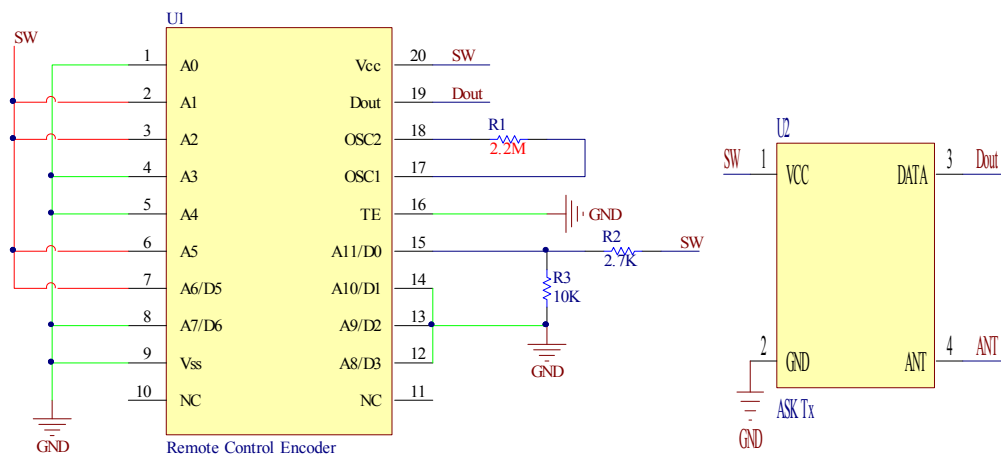 U1
SW
1 A0 Vcc 20 SW
2 A1 Dout 19 Dout
3 A2 OSC2 18 R1
2.2M
4 A3 OSC1 17
5 A4 TE 16 GND
6 A5 A11/D0 15 R2 SW
2.7K
7 A6/D5 A10/D1 14 R3
10K
8 A7/D6 A9/D2 13
9 Vss A8/D3 12
GND
10 NC NC 11
GND
Remote Control Encoder
U2
SW 1 VCC DATA 3 Dout
2 GND ANT 4 ANT
GND
ASK Tx